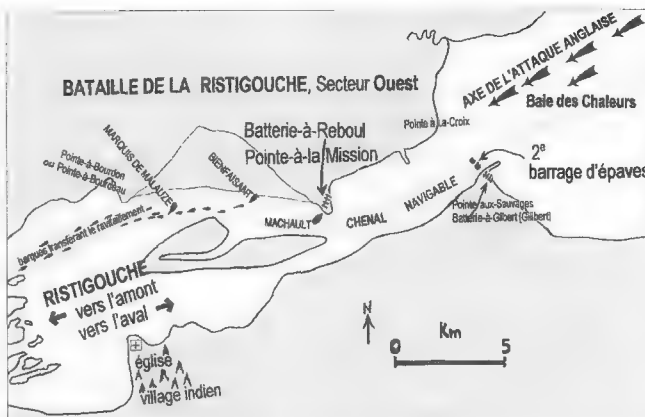 BATAILLE DE LA RISTIGOUCHE, Secteur Ouest
AXE DE L'ATTAQUE ANGLAISE
Baie des Chaleurs
Batterie-à-Reboul
Pointe-à-la Mission
Pointe à La-Croix
2e
barrage d'épaves
Pointe-à-Bourdon
ou Pointe-à-Bourdeau
MARQUIS DE MALAUZE
BIENFAISANT
MACHAULT
CHENAL
NAVIGABLE
Pointe-aux-Sauvages
Batterie-à-Gilbert (Gilibert)
barques transférant le ravitaillement
RISTIGOUCHE
vers l'amont
vers l'aval
N
Km
0 5
église
village indien